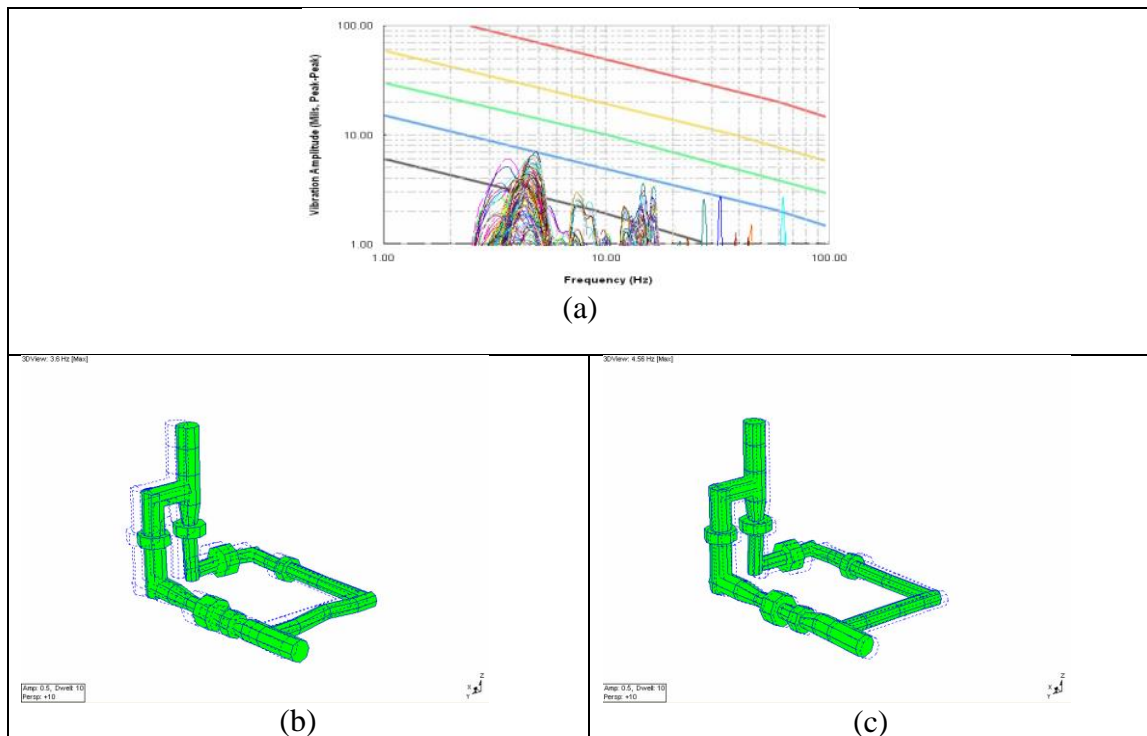 Vibration Amplitude (Mils, Peak-Peak)
100.00
10.00
1.00
1.00
10.00
100.00
Frequency (Hz)
(a)
3DView: 3.6 Hz [Max]
Amp: 0.5, Dwell: 10
Persp: +10
X
Y
Z
(b)
3DView: 4.56 Hz [Max]
Amp: 0.5, Dwell: 10
Persp: +10
X
Y
Z
(c)